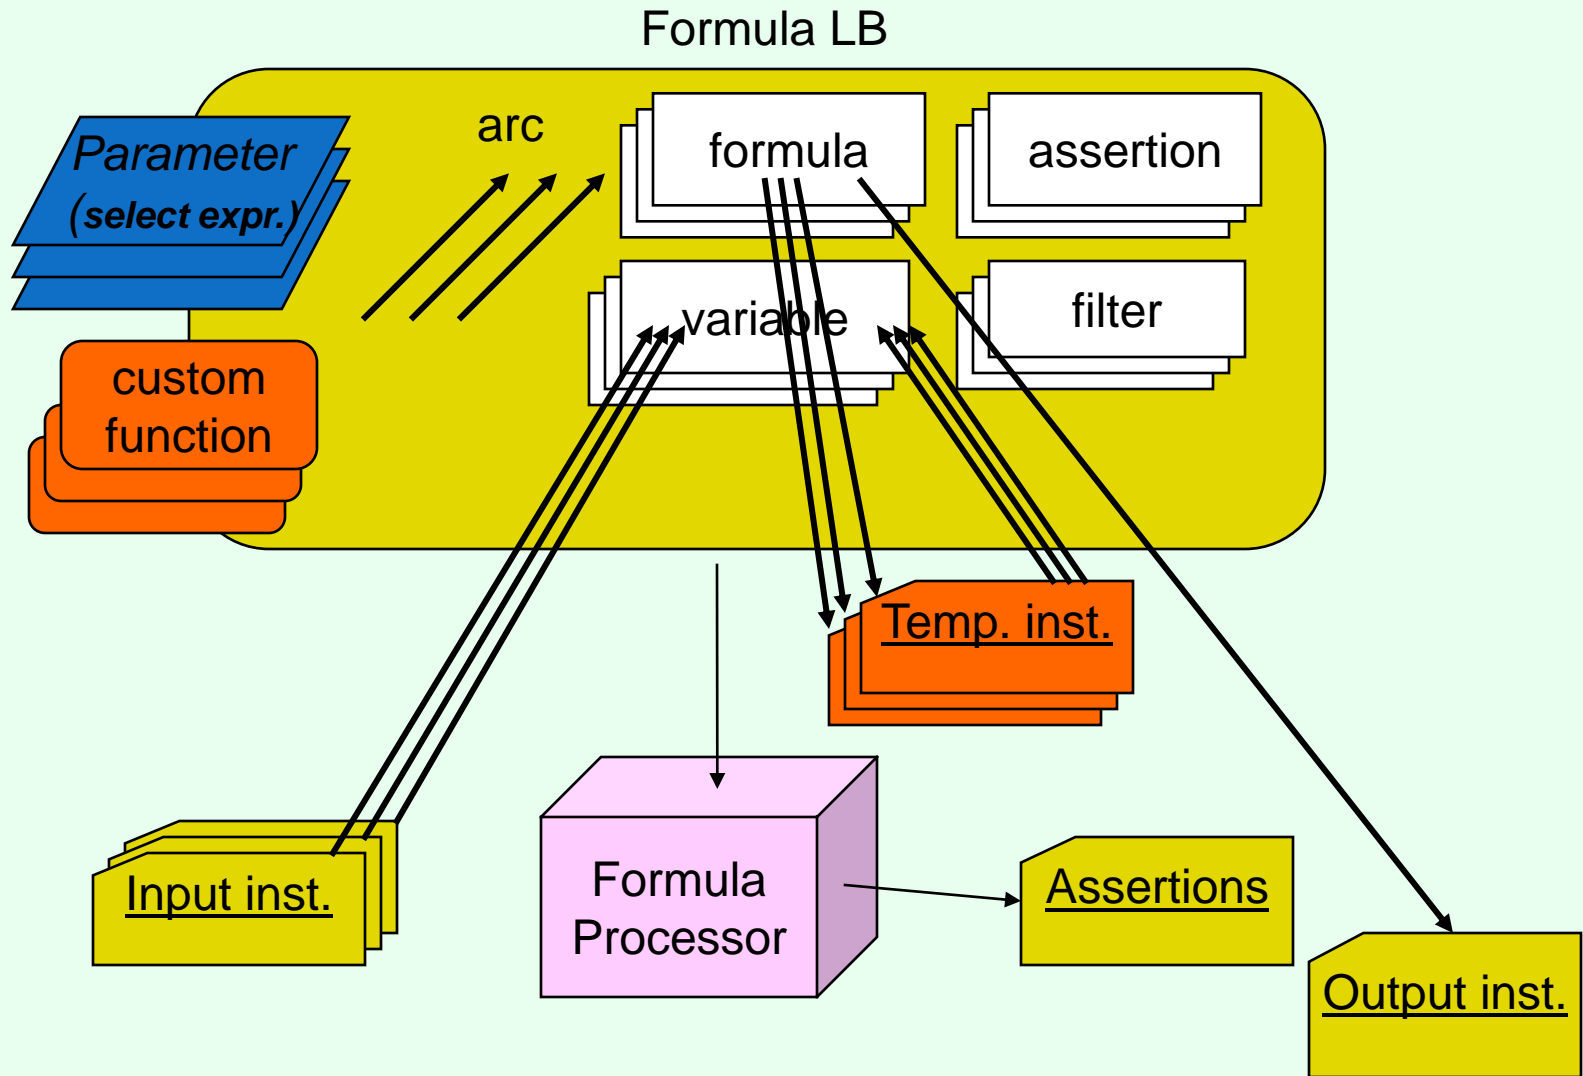 Formula LB
arc
formula
assertion
Parameter
(select expr.)
variable
filter
custom
function
Temp. inst.
Input inst.
Formula
Processor
Assertions
Output inst.